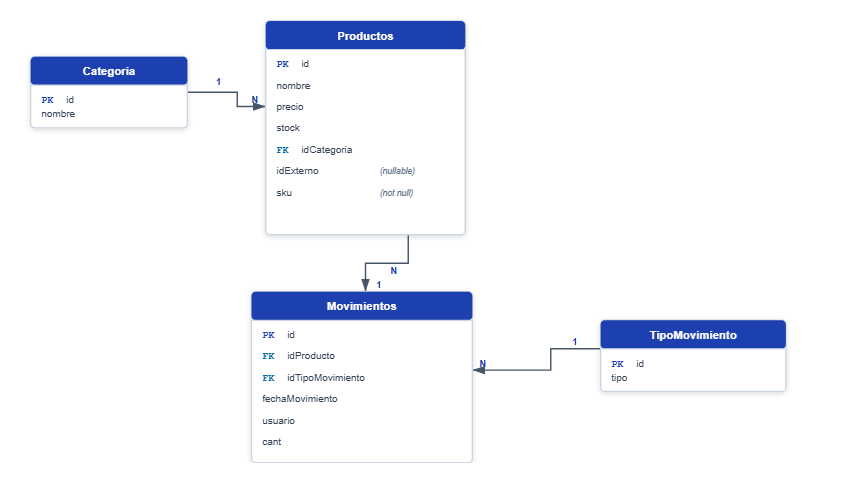 Productos
PK id
nombre
precio
stock
FK idCategoria
idExterno (nullable)
sku (not null)
Categoria
PK id
nombre
1
N
N
1
Movimientos
PK id
FK idProducto
FK idTipoMovimiento
fechaMovimiento
usuario
cant
N
1
TipoMovimiento
PK id
tipo